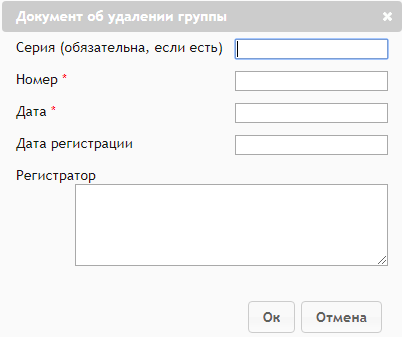 Документ об удалении группы
Серия (обязательна, если есть)
Номер *
Дата *
Дата регистрации
Регистратор
Ок Отмена